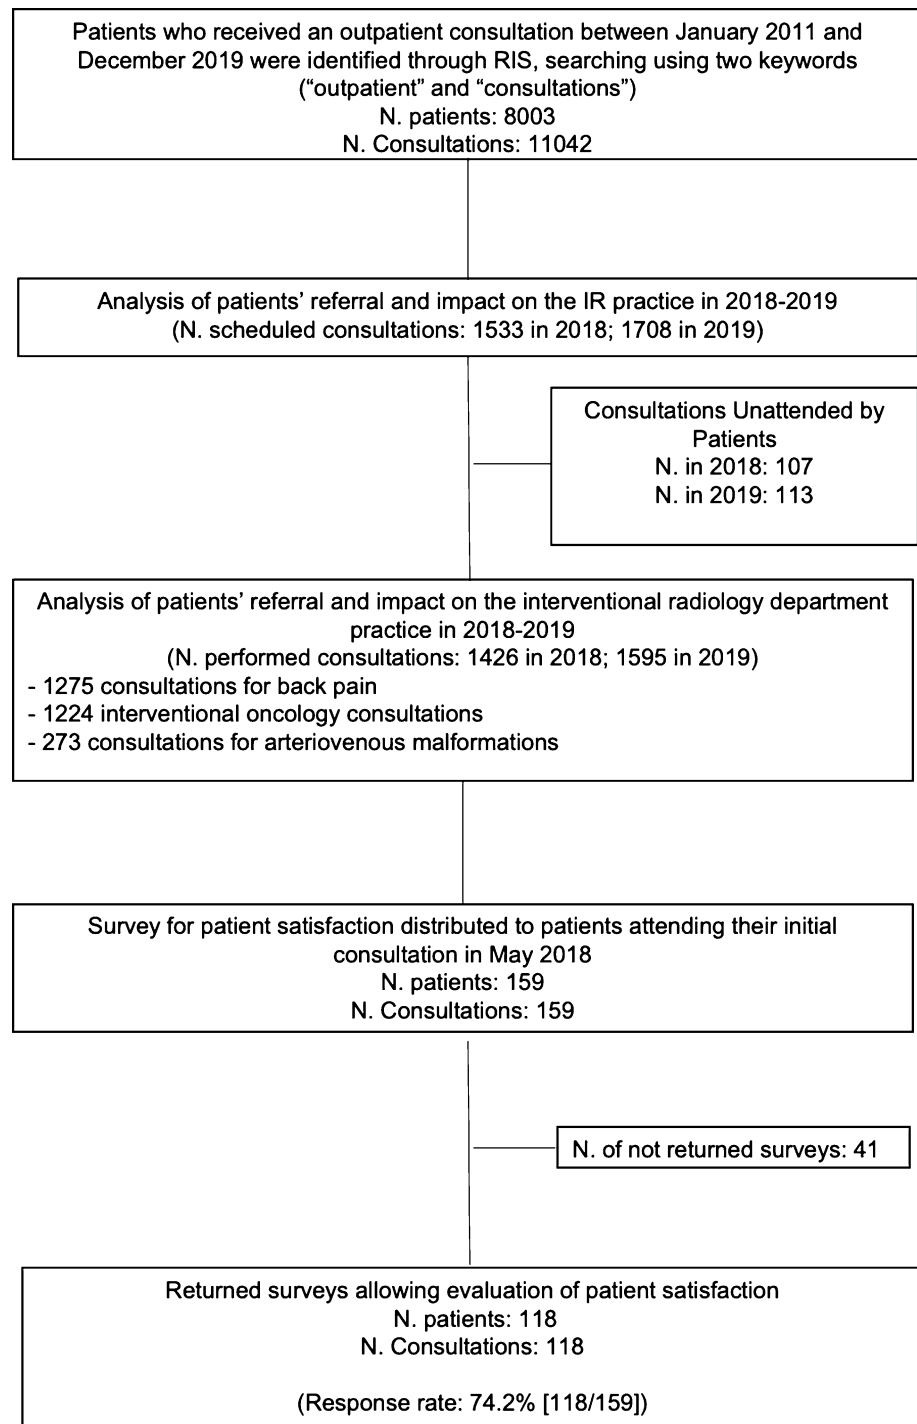 Patients who received an outpatient consultation between January 2011 and
December 2019 were identified through RIS, searching using two keywords
(“outpatient” and “consultations”)
N. patients: 8003
N. Consultations: 11042
Analysis of patients’ referral and impact on the IR practice in 2018-2019
(N. scheduled consultations: 1533 in 2018; 1708 in 2019)
Consultations Unattended by
Patients
N. in 2018: 107
N. in 2019: 113
Analysis of patients’ referral and impact on the interventional radiology department
practice in 2018-2019
(N. performed consultations: 1426 in 2018; 1595 in 2019)
- 1275 consultations for back pain
- 1224 interventional oncology consultations
- 273 consultations for arteriovenous malformations
Survey for patient satisfaction distributed to patients attending their initial
consultation in May 2018
N. patients: 159
N. Consultations: 159
N. of not returned surveys: 41
Returned surveys allowing evaluation of patient satisfaction
N. patients: 118
N. Consultations: 118
(Response rate: 74.2% [118/159])